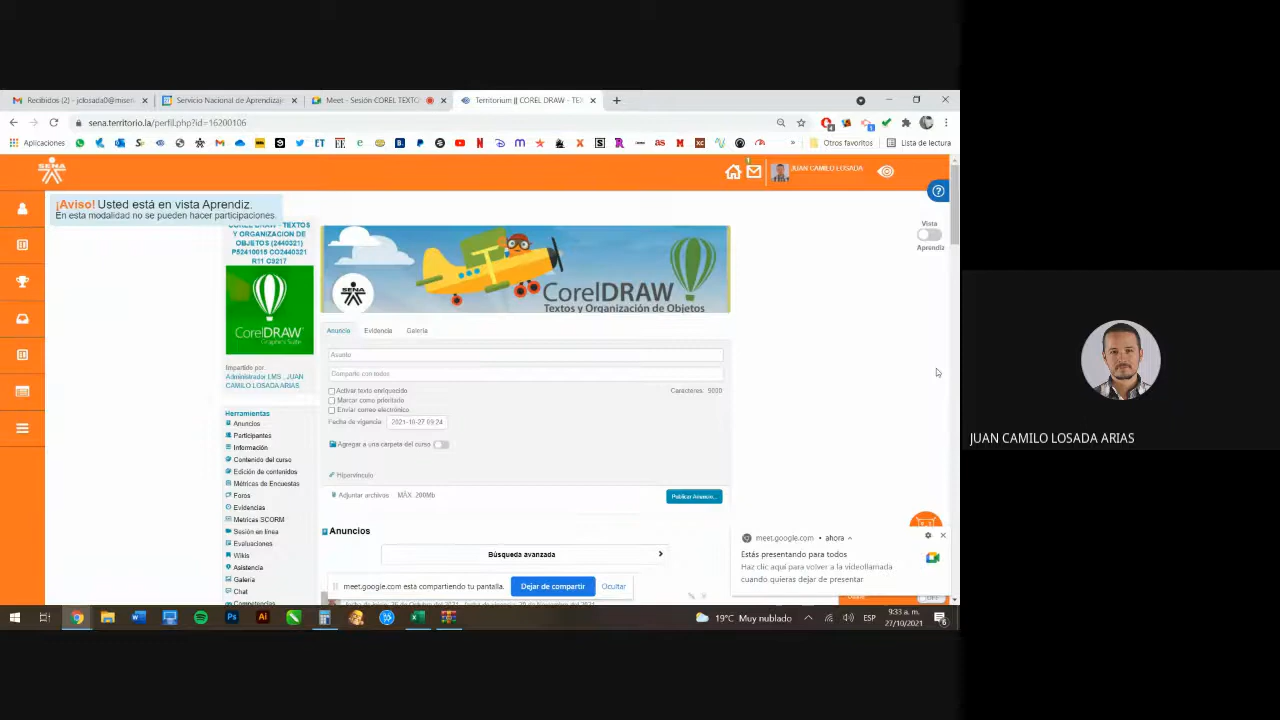 Recibidos (2) - jclosada0@misen
Servicio Nacional de Aprendizaje
Meet - Sesión COREL TEXTO
Territorium || COREL DRAW - TEX
sena.territorio.la/perfil.php?id=16200106
Aplicaciones
Otros favoritos
Lista de lectura
SENA
JUAN CAMILO LOSADA
¡Aviso! Usted está en vista Aprendiz.
En esta modalidad no se pueden hacer participaciones.
Vista
Aprendiz
COREL DRAW - TEXTOS
Y ORGANIZACION DE
OBJETOS (2440321)
P52410015 CO2440321
R11 C3217
CorelDRAW
Graphics Suite
SENA
CorelDRAW
Textos y Organización de Objetos
Impartido por
Administrador LMS , JUAN
CAMILO LOSADA ARIAS
Anuncio
Evidencia
Galería
Asunto
Comparte con todos
Activar texto enriquecido
Caracteres: 5000
Marcar como prioritario
Enviar correo electrónico
Fecha de vigencia:
2021-10-27 09:24
Agregar a una carpeta del curso
Hipervínculo
Adjuntar archivos
MÁX. 200Mb
Publicar Anuncio...
Anuncios
Búsqueda avanzada
Herramientas
Anuncios
Participantes
Información
Contenido del curso
Edición de contenidos
Métricas de Encuestas
Foros
Evidencias
Metricas SCORM
Sesión en línea
Evaluaciones
Wikis
Asistencia
Galería
Chat
Competencias
meet.google.com • ahora
Estás presentando para todos
Haz clic aquí para volver a la videollamada
cuando quieras dejar de presentar
meet.google.com está compartiendo tu pantalla.
Dejar de compartir
Ocultar
19°C Muy nublado
ESP
9:33 a. m.
27/10/2021
JUAN CAMILO LOSADA ARIAS